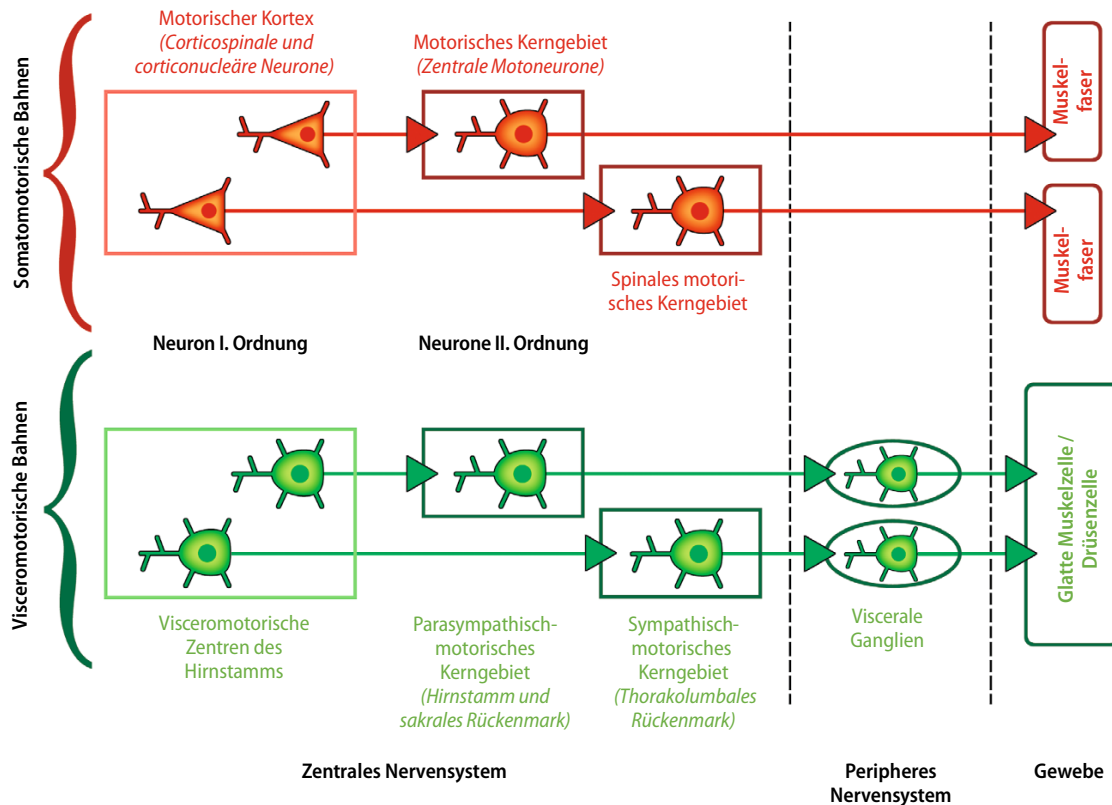 Somatomotorische Bahnen
Motorischer Kortex
(Corticospinale und
corticonucleäre Neurone)
Motorisches Kerngebiet
(Zentrale Motoneurone)
Muskel-
faser
Muskel-
faser
Spinales motori-
sches Kerngebiet
Neuron I. Ordnung
Neurone II. Ordnung
Visceromotorische Bahnen
Visceromotorische
Zentren des
Hirnstamms
Parasympathisch-
motorisches
Kerngebiet
(Hirnstamm und
sakrales Rückenmark)
Sympathisch-
motorisches
Kerngebiet
(Thorakolumbales
Rückenmark)
Viscerale
Ganglien
Glatte Muskelzelle /
Drüsenzelle
Zentrales Nervensystem
Peripheres
Nervensystem
Gewebe